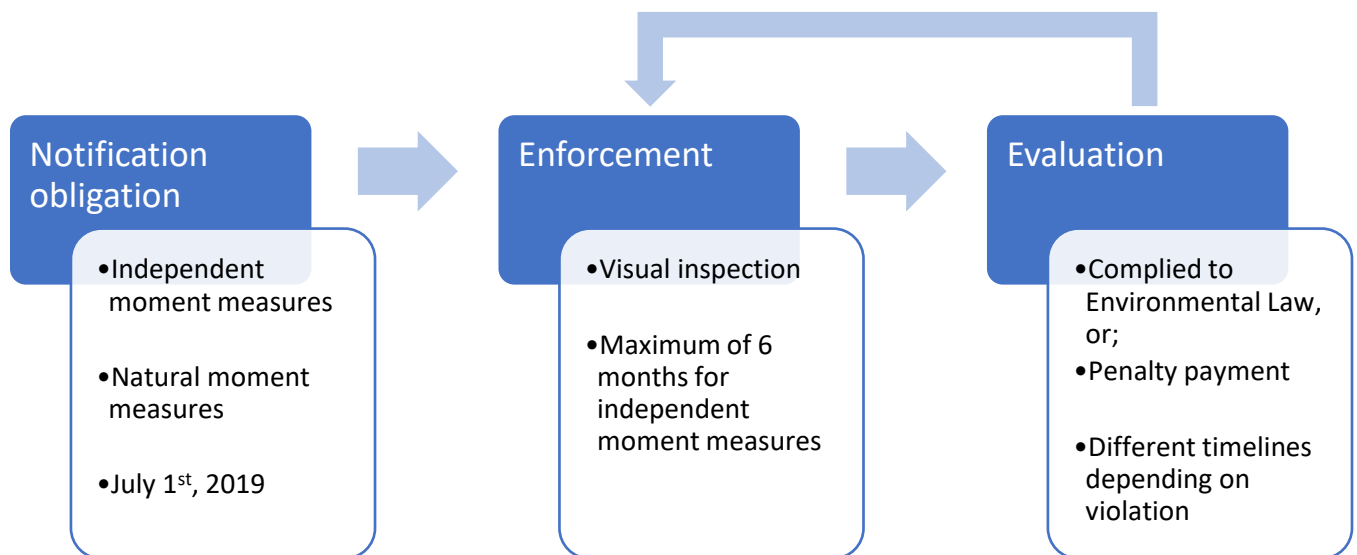 Notification
obligation
•Independent
moment measures
•Natural moment
measures
•July 1st, 2019
Enforcement
•Visual inspection
•Maximum of 6
months for
independent
moment measures
Evaluation
•Complied to
Environmental Law,
or;
•Penalty payment
•Different timelines
depending on
violation